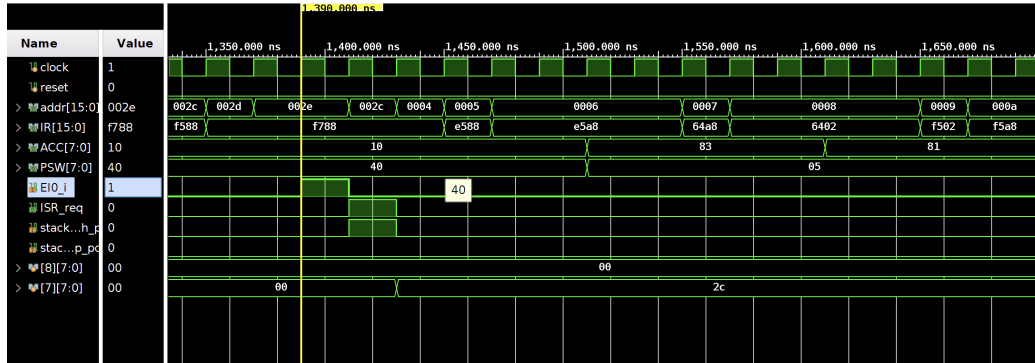 1,390.000 ns
Name Value 1,350.000 ns 1,400.000 ns 1,450.000 ns 1,500.000 ns 1,550.000 ns 1,600.000 ns 1,650.000 ns
clock 1
reset 0
addr[15:0] 002e 002c 002d 002e 002c 0004 0005 0006 0007 0008 0009 000a
IR[15:0] f788 f588 f788 e588 e5a8 64a8 6402 f502 f5a8
ACC[7:0] 10 10 83 81
PSW[7:0] 40 40 05
EI0_i 1 40
ISR_req 0
stack...h_p 0
stac...p_pc 0
[8][7:0] 00 00
[7][7:0] 00 00 2c